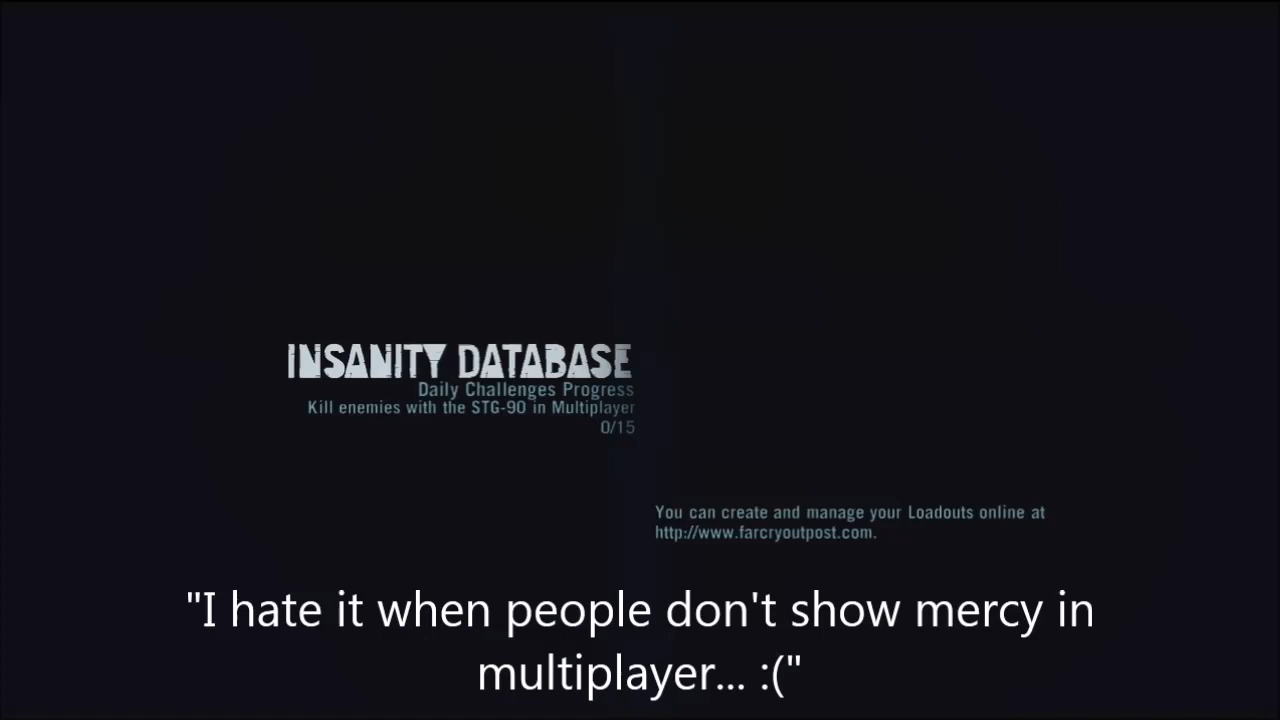 INSANITY DATABASE
Daily Challenges Progress
Kill enemies with the STG-90 in Multiplayer
0/15
You can create and manage your Loadouts online at
http://www.farcryoutpost.com.
"I hate it when people don't show mercy in
multiplayer... :("